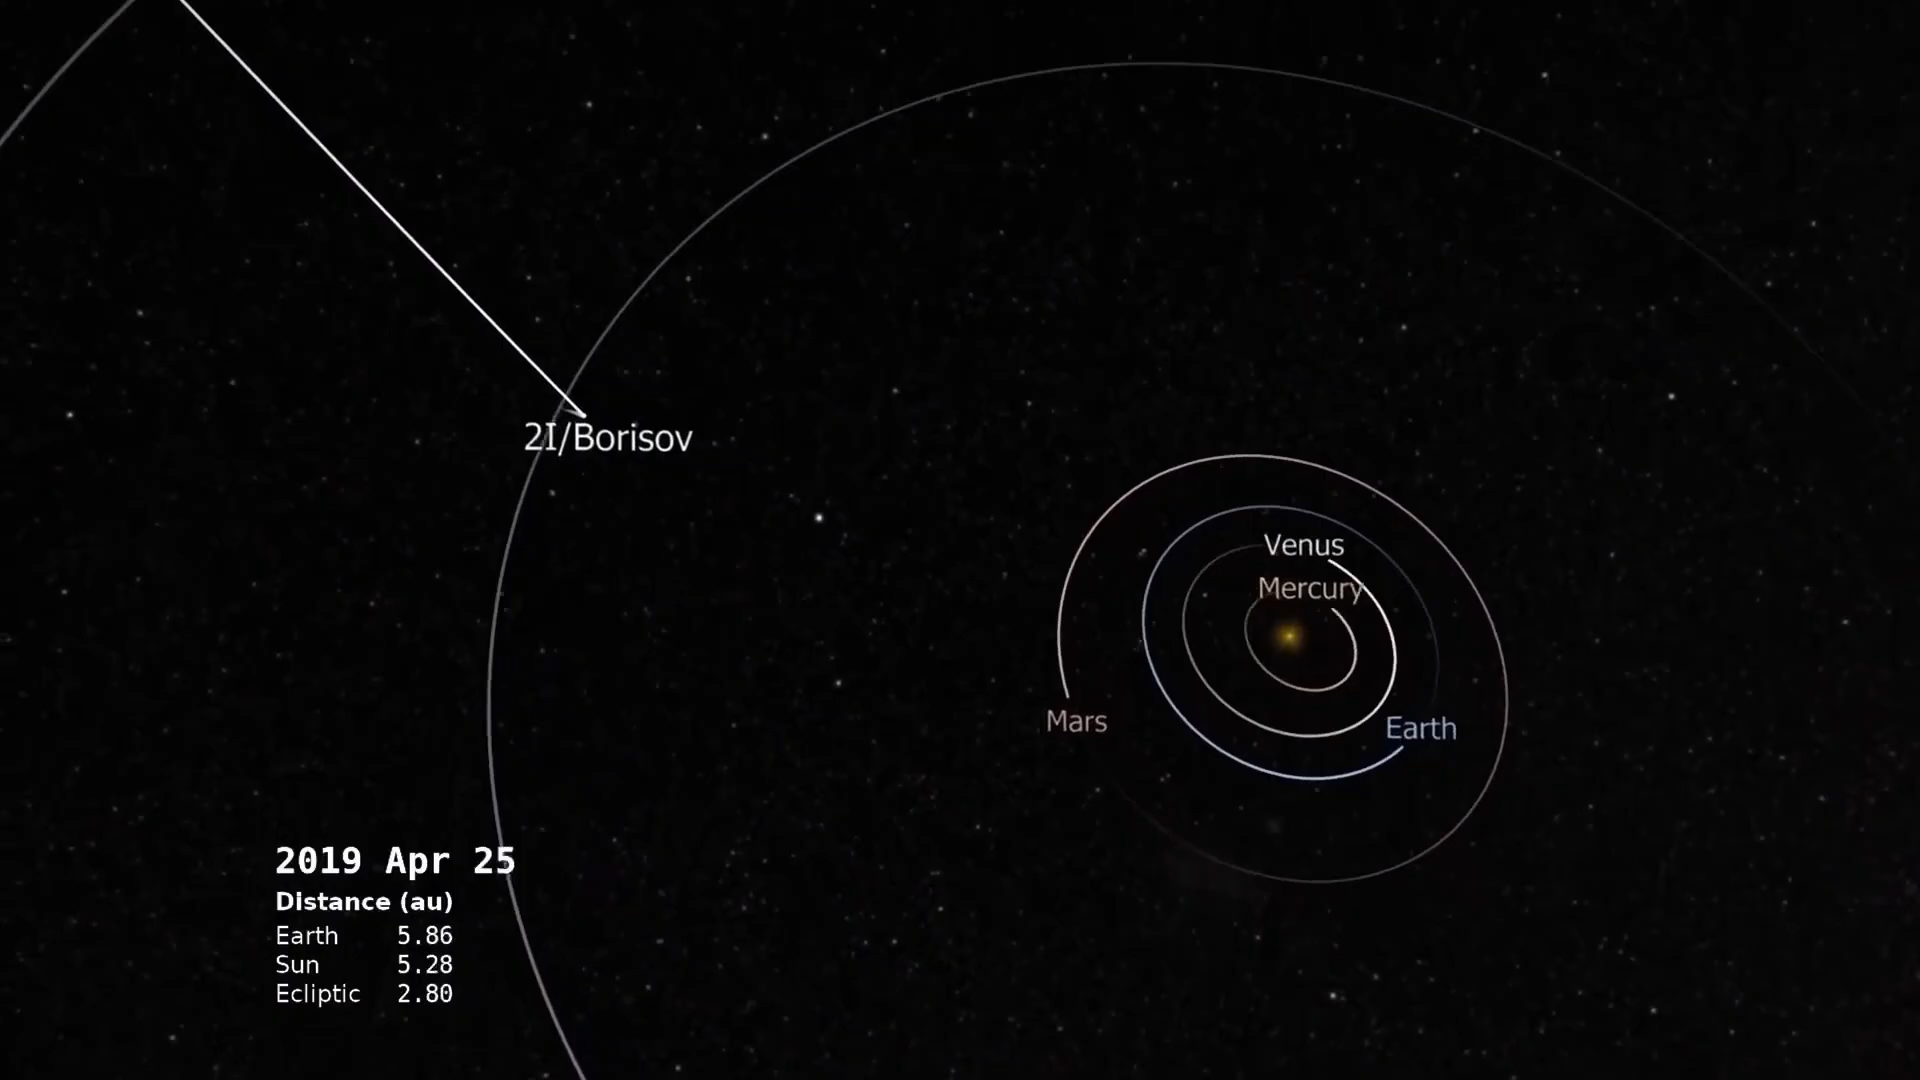 2I/Borisov
Venus
Mercury
Mars
Earth
2019 Apr 25
Distance (au)
Earth 5.86
Sun 5.28
Ecliptic 2.80